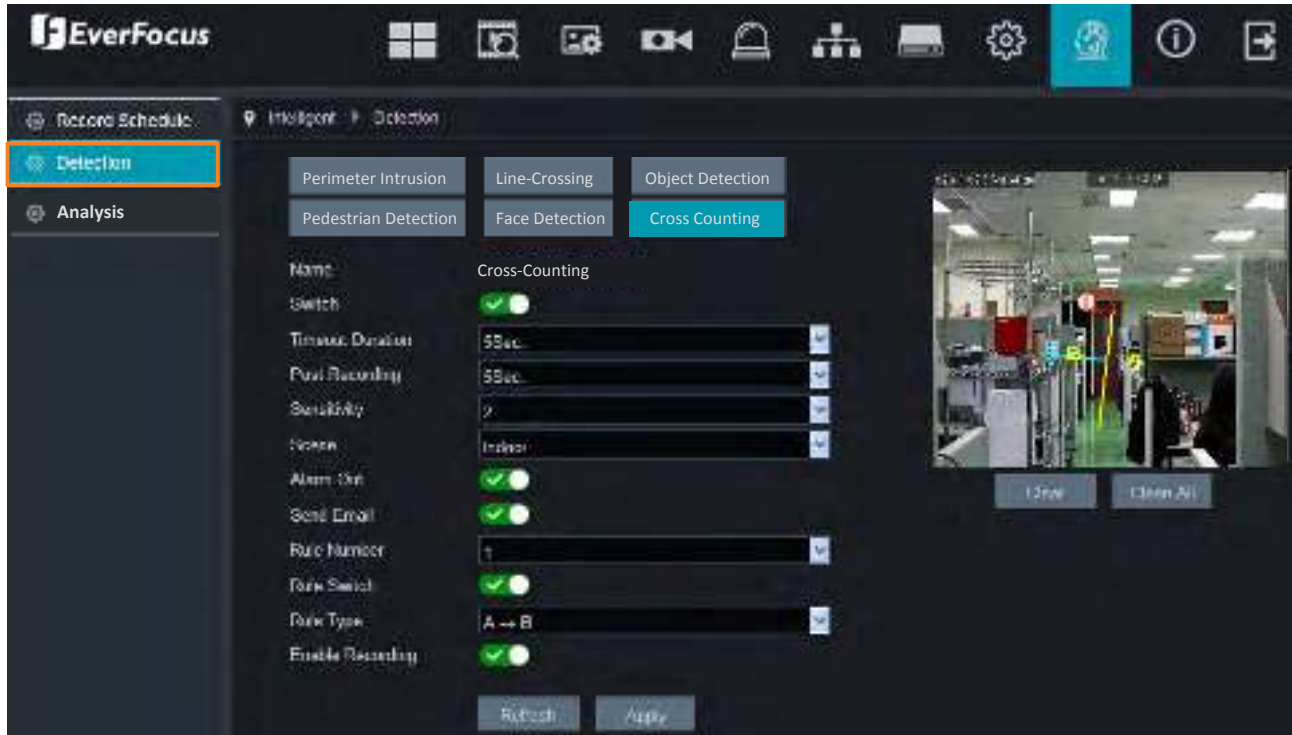 EverFocus
Record Schedule
Intelligent Detection
Detection
Analysis
Perimeter Intrusion Line-Crossing Object Detection
Pedestrian Detection Face Detection Cross Counting
Name Cross-Counting
Switch
Timeout Duration 5Sec.
Post Recording 5Sec.
Sensitivity 2
Scene Indoor
Alarm Out
Send Email
Rule Number 1
Rule Switch
Rule Type A → B
Enable Recording
Refresh Apply
B
Clean All